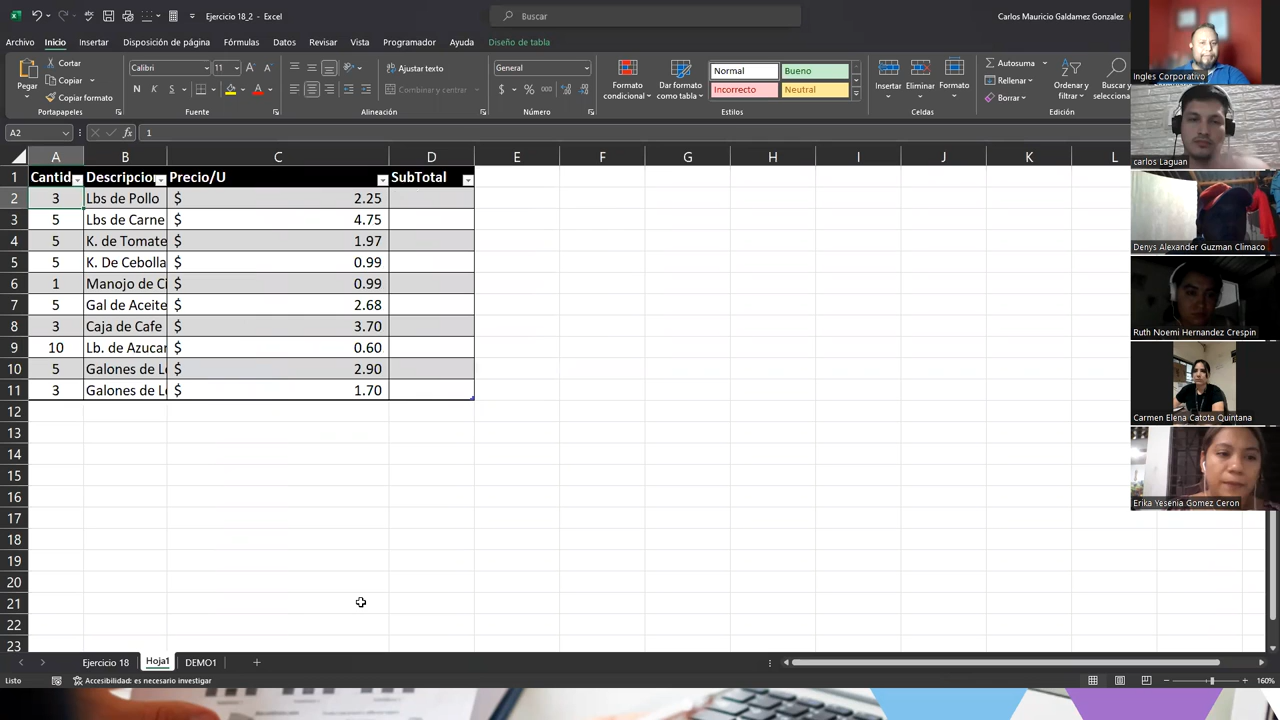 Ejercicio 18_2 - Excel
Buscar
Carlos Mauricio Galdamez Gonzalez
Archivo Inicio Insertar Disposición de página Fórmulas Datos Revisar Vista Programador Ayuda Diseño de tabla
Pegar
Cortar
Copiar
Copiar formato
Portapapeles
Calibri 11
N K S
Fuente
Ajustar texto
Combinar y centrar
Alineación
General
$ % 000
Número
Formato condicional
Dar formato como tabla
Normal Bueno
Incorrecto Neutral
Estilos
Insertar Eliminar Formato
Celdas
Autosuma
Rellenar
Borrar
Ordenar y filtrar
Buscar y selecciona
Edición
A2 fx 1
A B C D E F G H I J K L
1 Cantid Descripcion Precio/U SubTotal
2 3 Lbs de Pollo $ 2.25
3 5 Lbs de Carne $ 4.75
4 5 K. de Tomate $ 1.97
5 5 K. De Cebolla $ 0.99
6 1 Manojo de Ci $ 0.99
7 5 Gal de Aceite $ 2.68
8 3 Caja de Cafe $ 3.70
9 10 Lb. de Azucar $ 0.60
10 5 Galones de Le $ 2.90
11 3 Galones de Le $ 1.70
12
13
14
15
16
17
18
19
20
21
22
23
Ejercicio 18 Hoja1 DEMO1
Listo Accesibilidad: es necesario investigar 160%
Ingles Corporativo
carlos Laguan
Denys Alexander Guzman Climaco
Ruth Noemi Hernandez Crespin
Carmen Elena Catota Quintana
Erika Yesenia Gomez Ceron